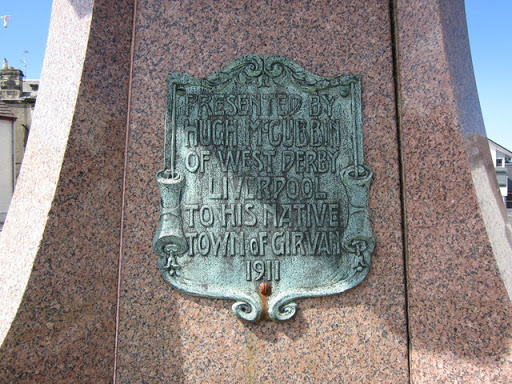 PRESENTED BY
HUGH McCUBBIN
OF WEST DERBY
LIVERPOOL
TO HIS NATIVE
TOWN of GIRVAN
1911